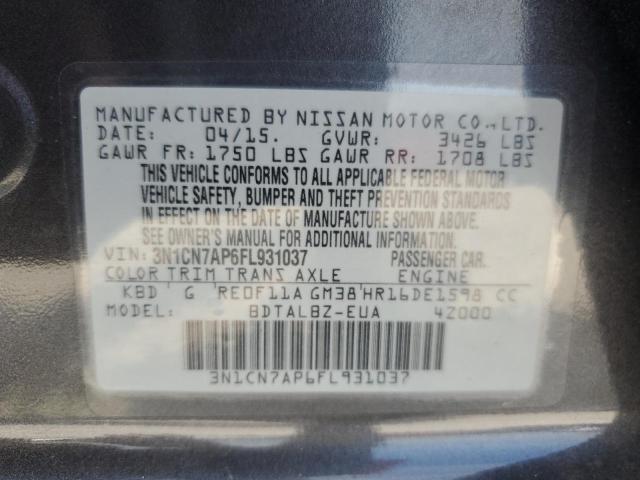 MANUFACTURED BY NISSAN MOTOR CO., LTD.
DATE: 04/15. GVWR: 3426 LBS
GAWR FR: 1750 LBS GAWR RR: 1708 LBS
THIS VEHICLE CONFORMS TO ALL APPLICABLE FEDERAL MOTOR
VEHICLE SAFETY, BUMPER AND THEFT PREVENTION STANDARDS
IN EFFECT ON THE DATE OF MANUFACTURE SHOWN ABOVE.
SEE OWNER'S MANUAL FOR ADDITIONAL INFORMATION.
VIN: 3N1CN7AP6FL931037 PASSENGER CAR.
COLOR TRIM TRANS AXLE ENGINE
KBD G RE0F11A GM38 HR16DE1598 CC
MODEL: BDTALBZ-EUA 4Z000
3N1CN7AP6FL931037